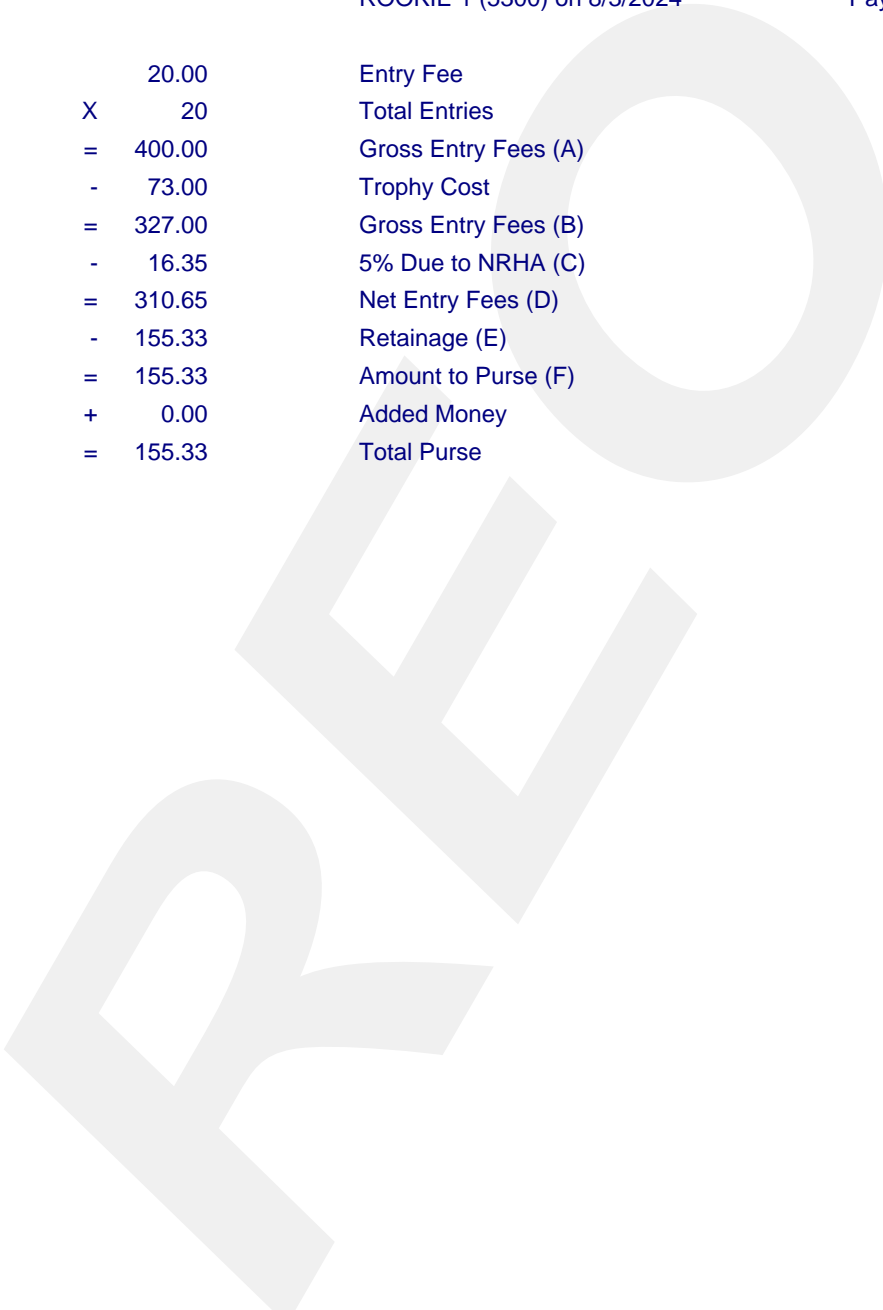 20.00 Entry Fee
X 20 Total Entries
= 400.00 Gross Entry Fees (A)
- 73.00 Trophy Cost
= 327.00 Gross Entry Fees (B)
- 16.35 5% Due to NRHA (C)
= 310.65 Net Entry Fees (D)
- 155.33 Retainage (E)
= 155.33 Amount to Purse (F)
+ 0.00 Added Money
= 155.33 Total Purse
REO